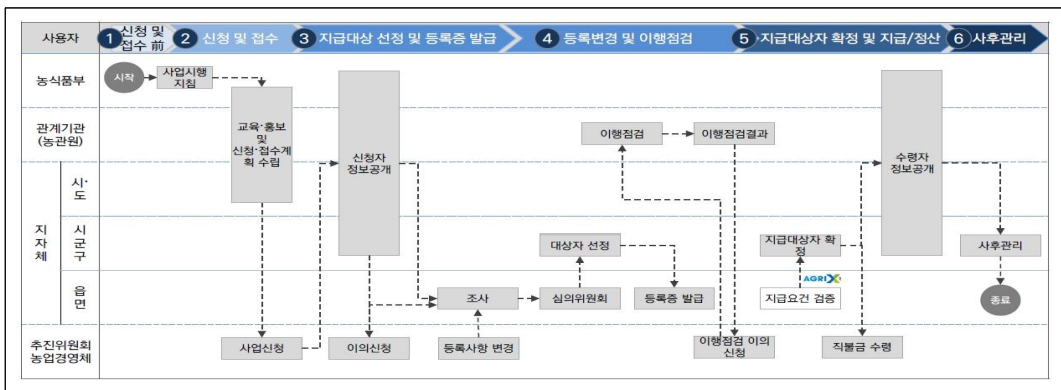 사용자
1 신청 및
접수 前
2 신청 및 접수
3 지급대상 선정 및 등록증 발급
4 등록변경 및 이행점검
5 지급대상자 확정 및 지급/정산
6 사후관리
농식품부
시작
사업시행
지침
관계기관
(농관원)
교육·홍보
및
신청·접수계
획 수립
신청자
정보공개
이행점검
이행점검결과
수령자
정보공개
지
자
체
시·
도
시
군
구
대상자 선정
지급대상자 확
정
사후관리
읍
면
조사
심의위원회
등록증 발급
AGRIX
지급요건 검증
종료
추진위원회
농업경영체
사업신청
이의신청
등록사항 변경
이행점검 이의
신청
직불금 수령